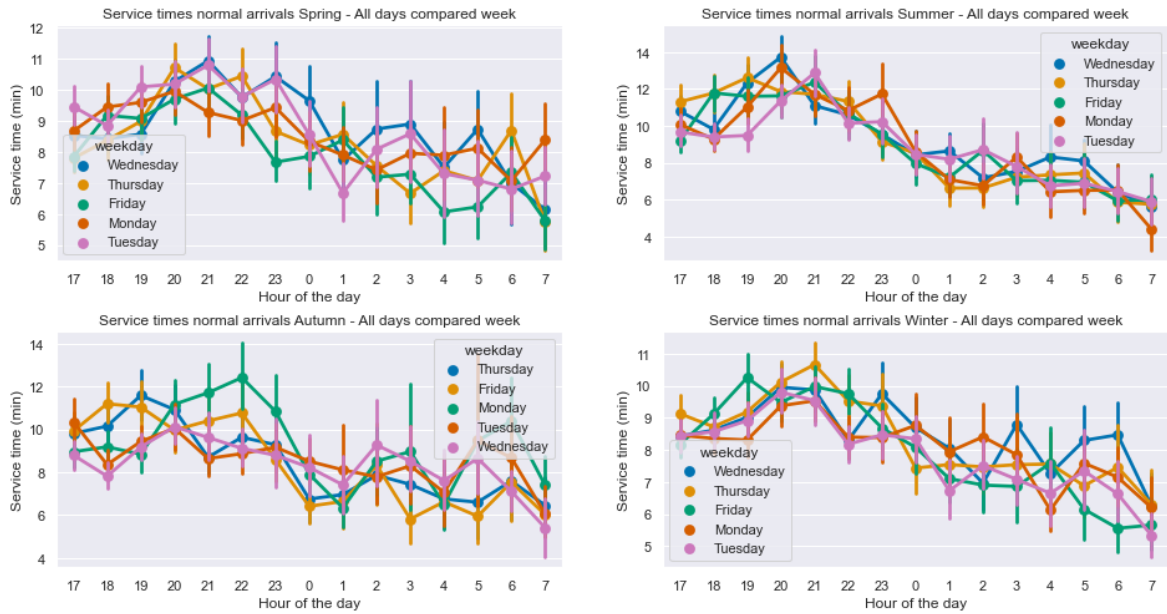 Service times normal arrivals Spring - All days compared week
12
11
10
9
8
7
6
5
Service time (min)
weekday
Wednesday
Thursday
Friday
Monday
Tuesday
17 18 19 20 21 22 23 0 1 2 3 4 5 6 7
Hour of the day
Service times normal arrivals Summer - All days compared week
14
12
10
8
6
4
Service time (min)
weekday
Wednesday
Thursday
Friday
Monday
Tuesday
17 18 19 20 21 22 23 0 1 2 3 4 5 6 7
Hour of the day
Service times normal arrivals Autumn - All days compared week
14
12
10
8
6
4
Service time (min)
weekday
Thursday
Friday
Monday
Tuesday
Wednesday
17 18 19 20 21 22 23 0 1 2 3 4 5 6 7
Hour of the day
Service times normal arrivals Winter - All days compared week
11
10
9
8
7
6
5
Service time (min)
weekday
Wednesday
Thursday
Friday
Monday
Tuesday
17 18 19 20 21 22 23 0 1 2 3 4 5 6 7
Hour of the day